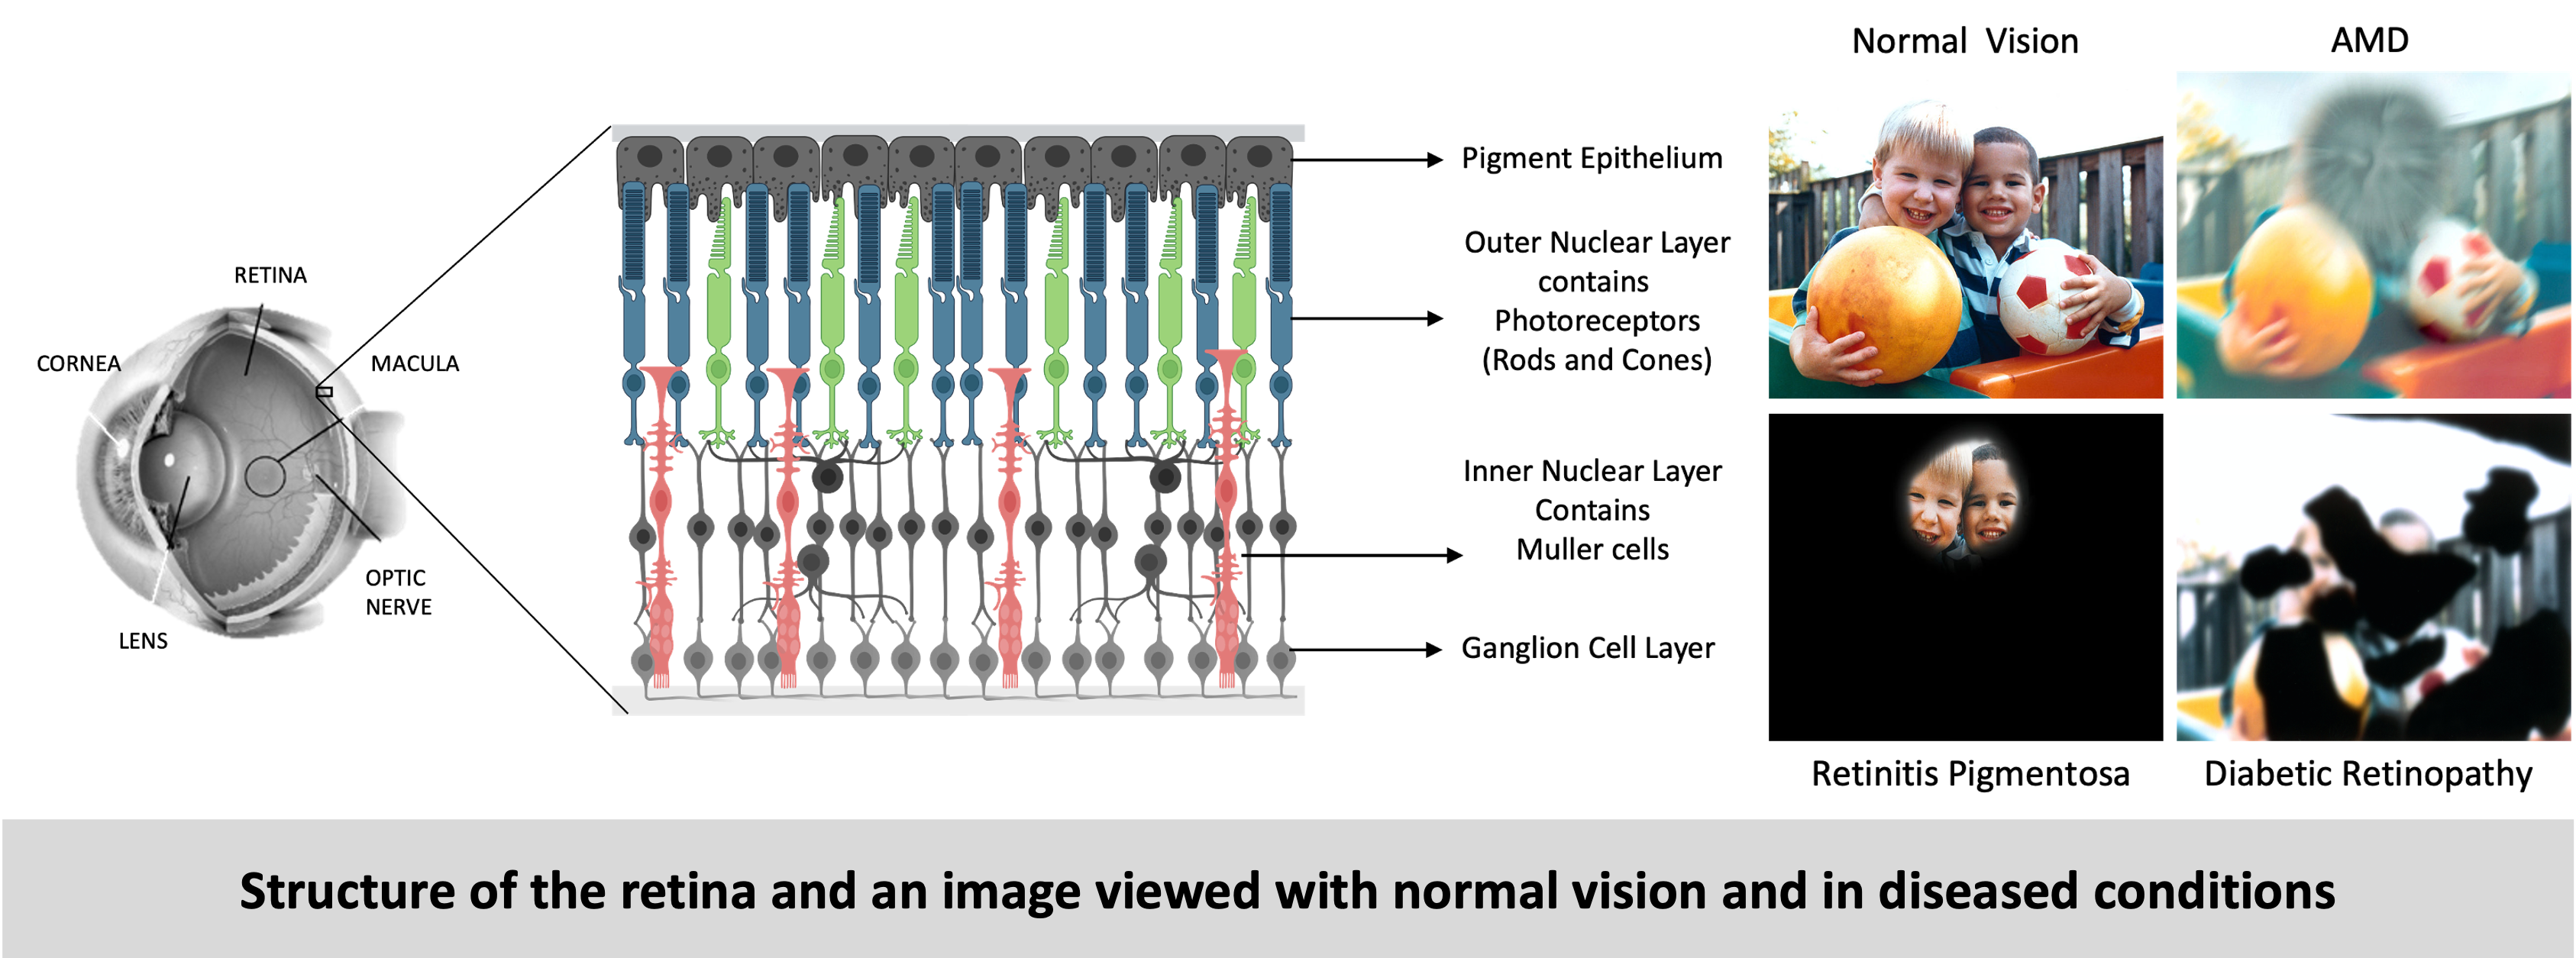 RETINA
CORNEA
MACULA
OPTIC
NERVE
LENS
Pigment Epithelium
Outer Nuclear Layer
contains
Photoreceptors
(Rods and Cones)
Inner Nuclear Layer
Contains
Muller cells
Ganglion Cell Layer
Normal Vision
AMD
Retinitis Pigmentosa
Diabetic Retinopathy
Structure of the retina and an image viewed with normal vision and in diseased conditions